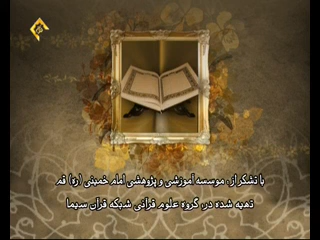 با تشکر از، موسسه آموزشی و پژوهشی امام خمینی (ره) قم
تهیه شده در، گروه علوم قرآنی شبکه قرآن سیما